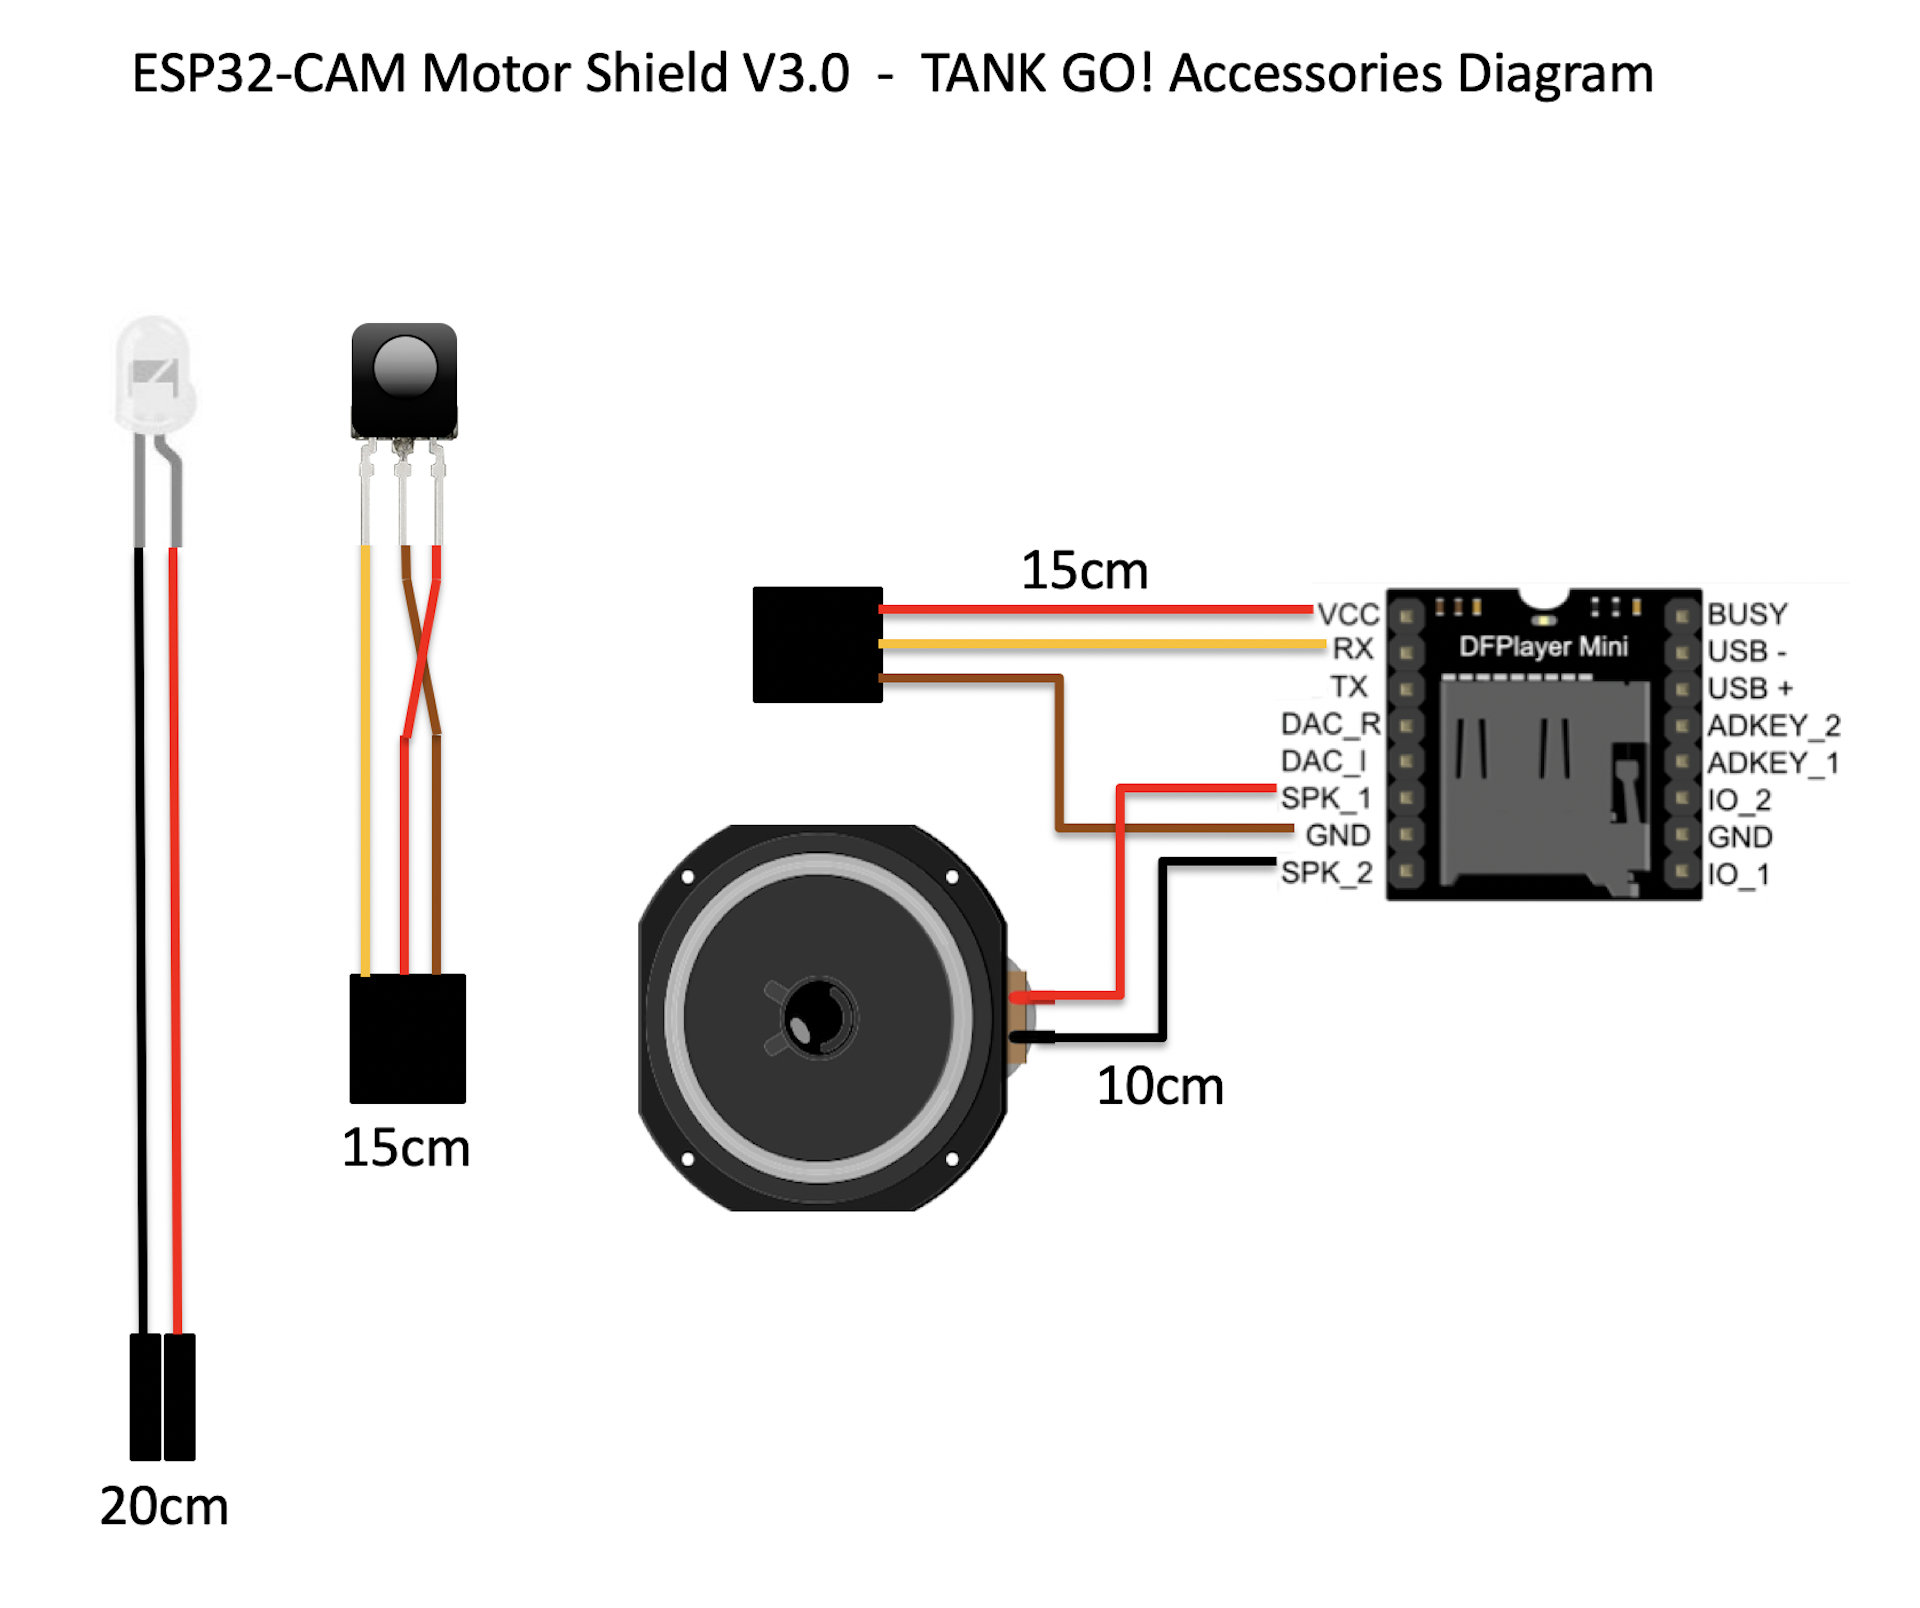 ESP32-CAM Motor Shield V3.0 - TANK GO! Accessories Diagram
15cm
VCC
RX
TX
DAC_R
DAC_I
SPK_1
GND
SPK_2
DFPlayer Mini
BUSY
USB -
USB +
ADKEY_2
ADKEY_1
IO_2
GND
IO_1
10cm
15cm
20cm